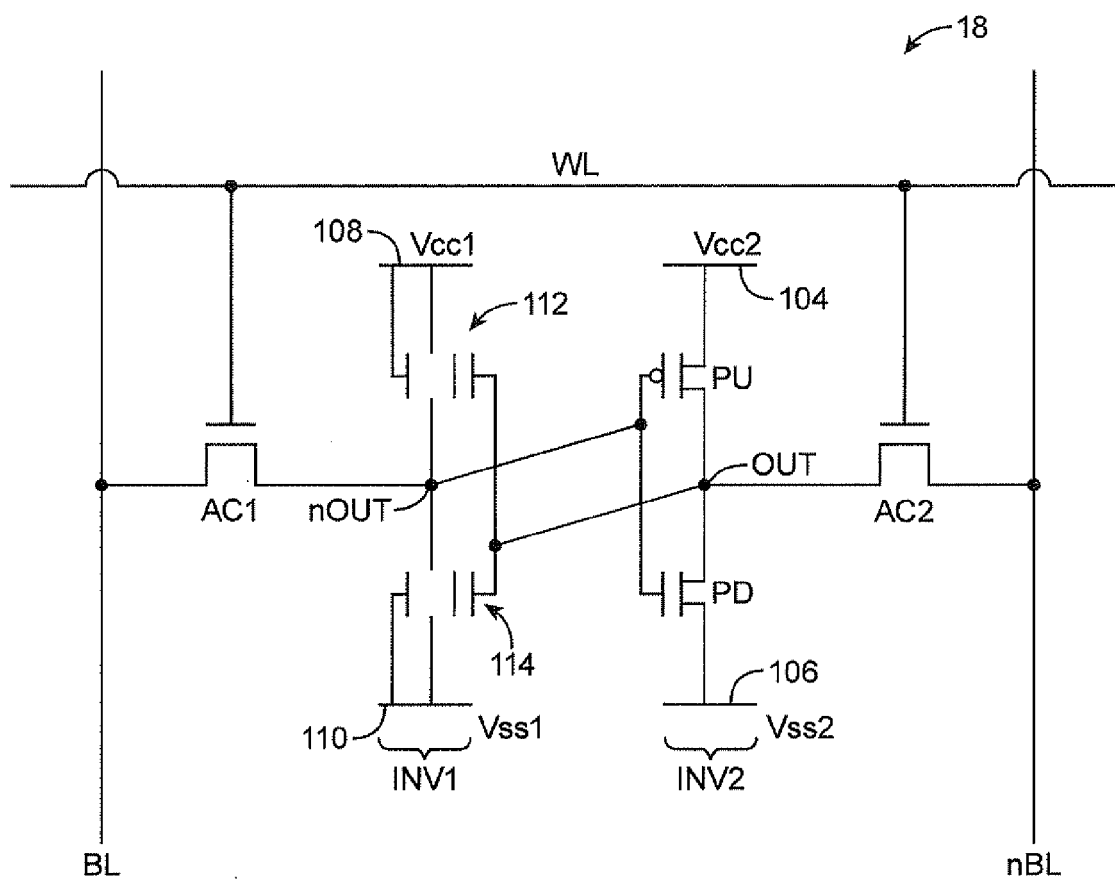 18
WL
108
Vcc1
Vcc2
112
104
PU
OUT
AC1
nOUT
AC2
PD
114
106
110
Vss1
Vss2
INV1
INV2
BL
nBL